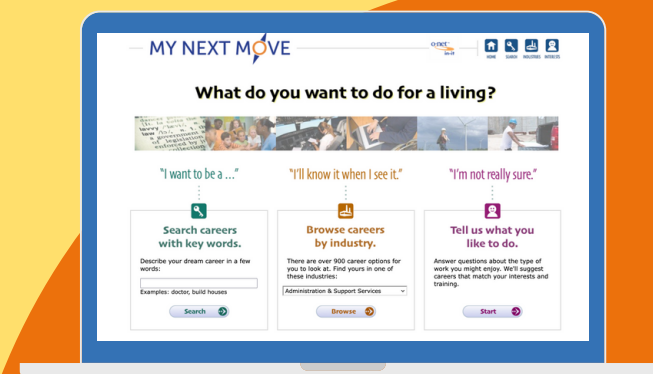 MY NEXT MOVE
o*net
in-it
HOME SEARCH INDUSTRIES INTERESTS
What do you want to do for a living?
"I want to be a ..."
"I'll know it when I see it."
"I'm not really sure."
Search careers
with key words.
Describe your dream career in a few
words:
Examples: doctor, build houses
Search
Browse careers
by industry.
There are over 900 career options for
you to look at. Find yours in one of
these industries:
Administration & Support Services
Browse
Tell us what you
like to do.
Answer questions about the type of
work you might enjoy. We'll suggest
careers that match your interests and
training.
Start